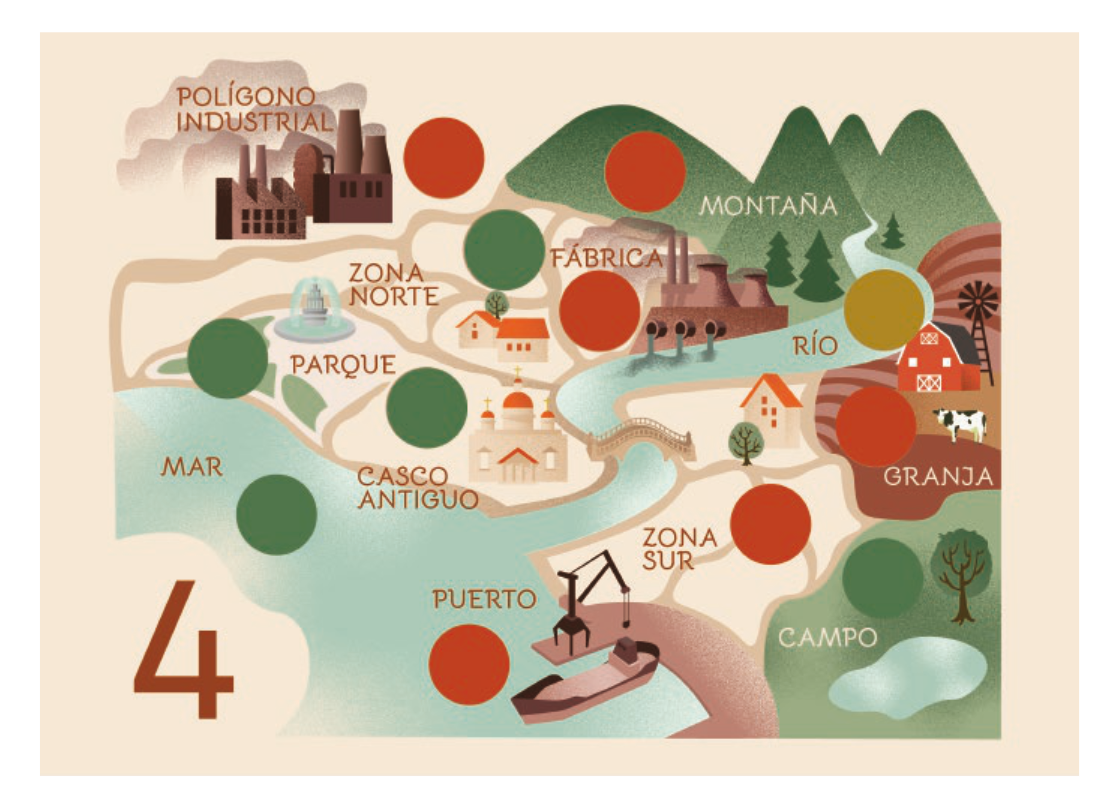 POLÍGONO
INDUSTRIAL
MONTAÑA
FÁBRICA
ZONA
NORTE
RÍO
PARQUE
MAR
CASCO
ANTIGUO
GRANJA
ZONA
SUR
PUERTO
CAMPO
4